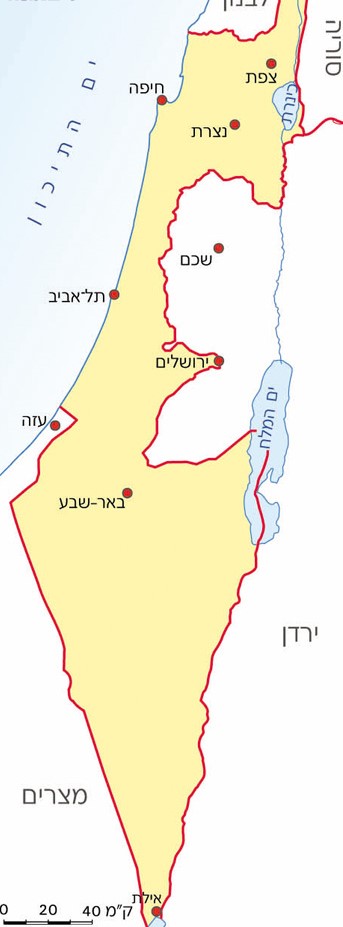 לבנון
סוריה
צפת
כינרת
חיפה
נצרת
ים התיכון
שכם
תל־אביב
ירושלים
עזה
ים המלח
באר-שבע
ירדן
מצרים
אילת
0 20 40 ק"מ